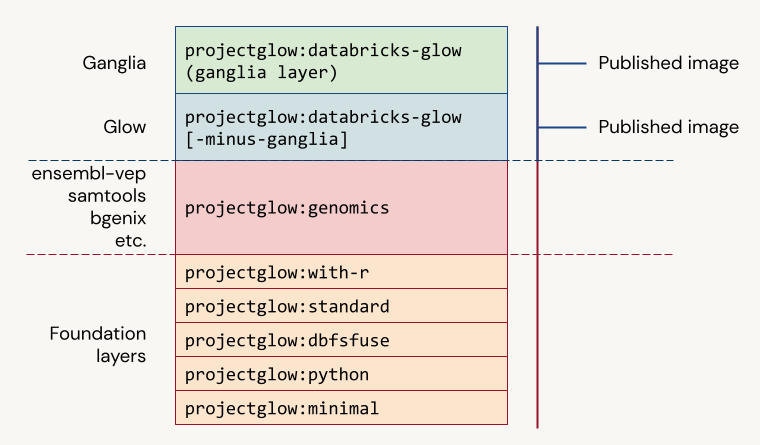 Ganglia
projectglow:databricks-glow
(ganglia layer)
Published image
Glow
projectglow:databricks-glow
[-minus-ganglia]
Published image
ensembl-vep
samtools
bgenix
etc.
projectglow:genomics
Foundation
layers
projectglow:with-r
projectglow:standard
projectglow:dbfsfuse
projectglow:python
projectglow:minimal